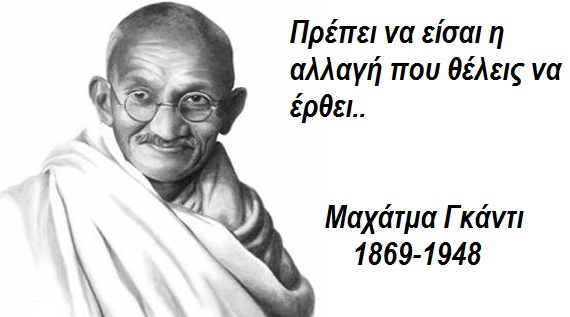 Πρέπει να είσαι η
αλλαγή που θέλεις να
έρθει..
Μαχάτμα Γκάντι
1869-1948